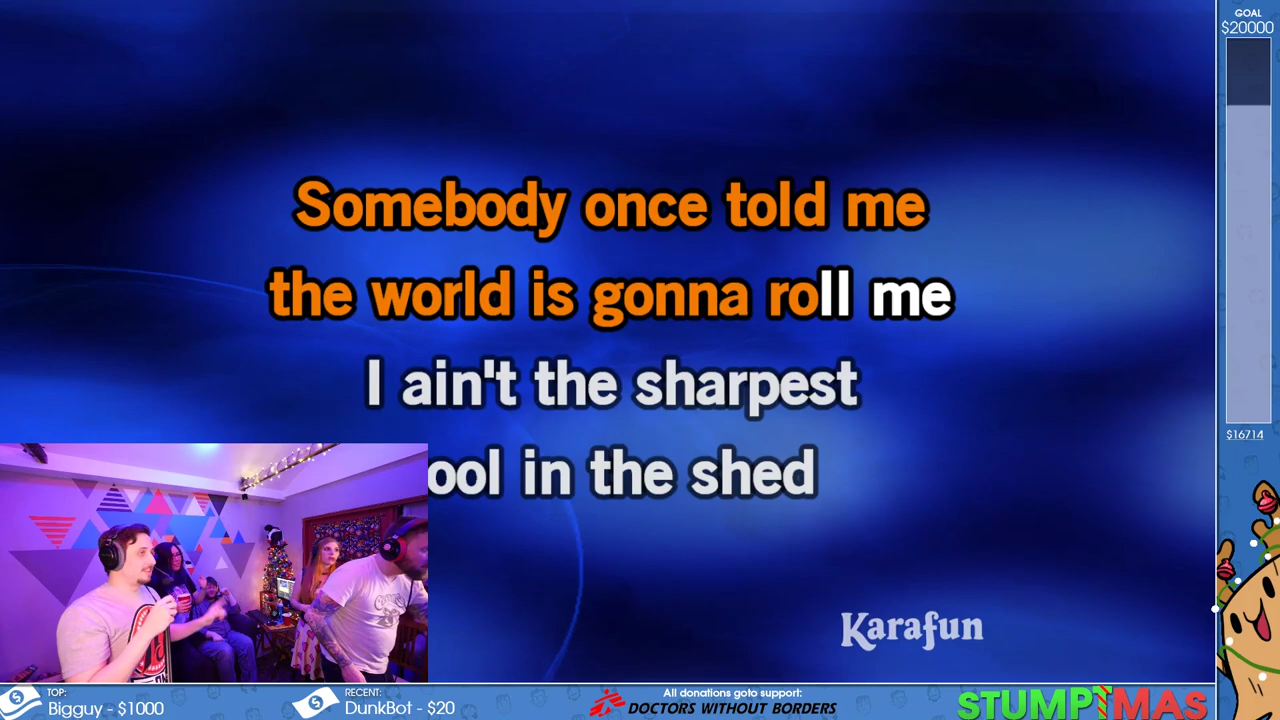 GOAL
$20000
Somebody once told me
the world is gonna roll me
I ain't the sharpest
ool in the shed
$16714
Karafun
TOP:
Bigguy - $1000
RECENT:
DunkBot - $20
All donations goto support:
DOCTORS WITHOUT BORDERS
STUMPTMAS